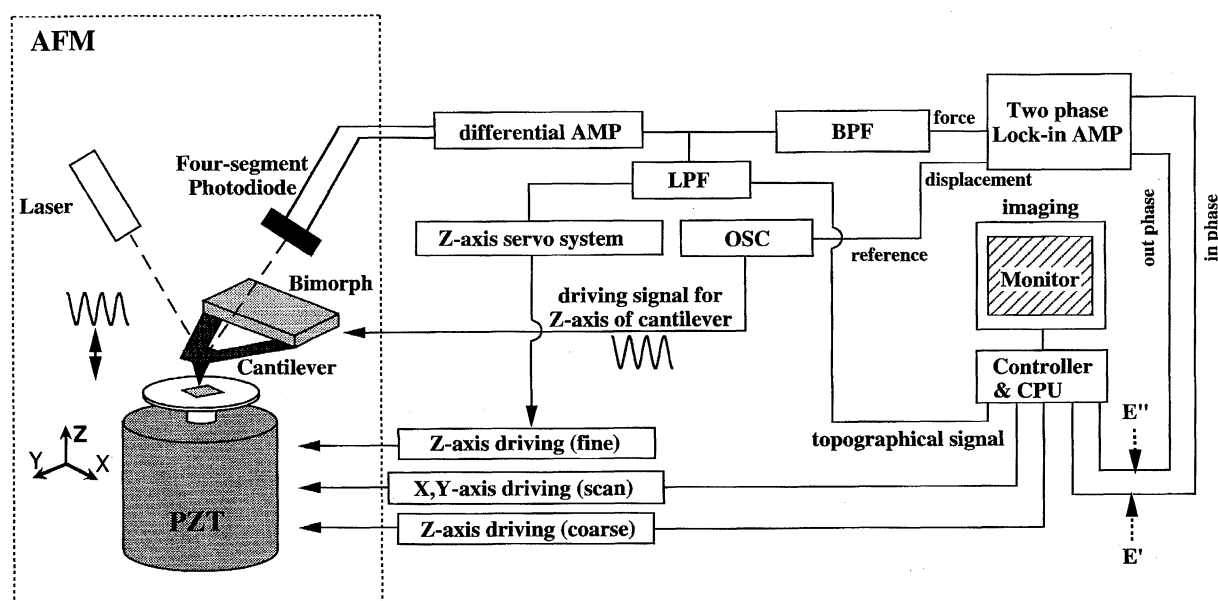 AFM
Laser
Four-segment
Photodiode
Bimorph
Cantilever
Z
Y
X
PZT
differential AMP
BPF
force
Two phase
Lock-in AMP
LPF
displacement
Z-axis servo system
OSC
reference
imaging
Monitor
out phase
in phase
driving signal for
Z-axis of cantilever
Controller
& CPU
topographical signal
E''
E'
Z-axis driving (fine)
X,Y-axis driving (scan)
Z-axis driving (coarse)